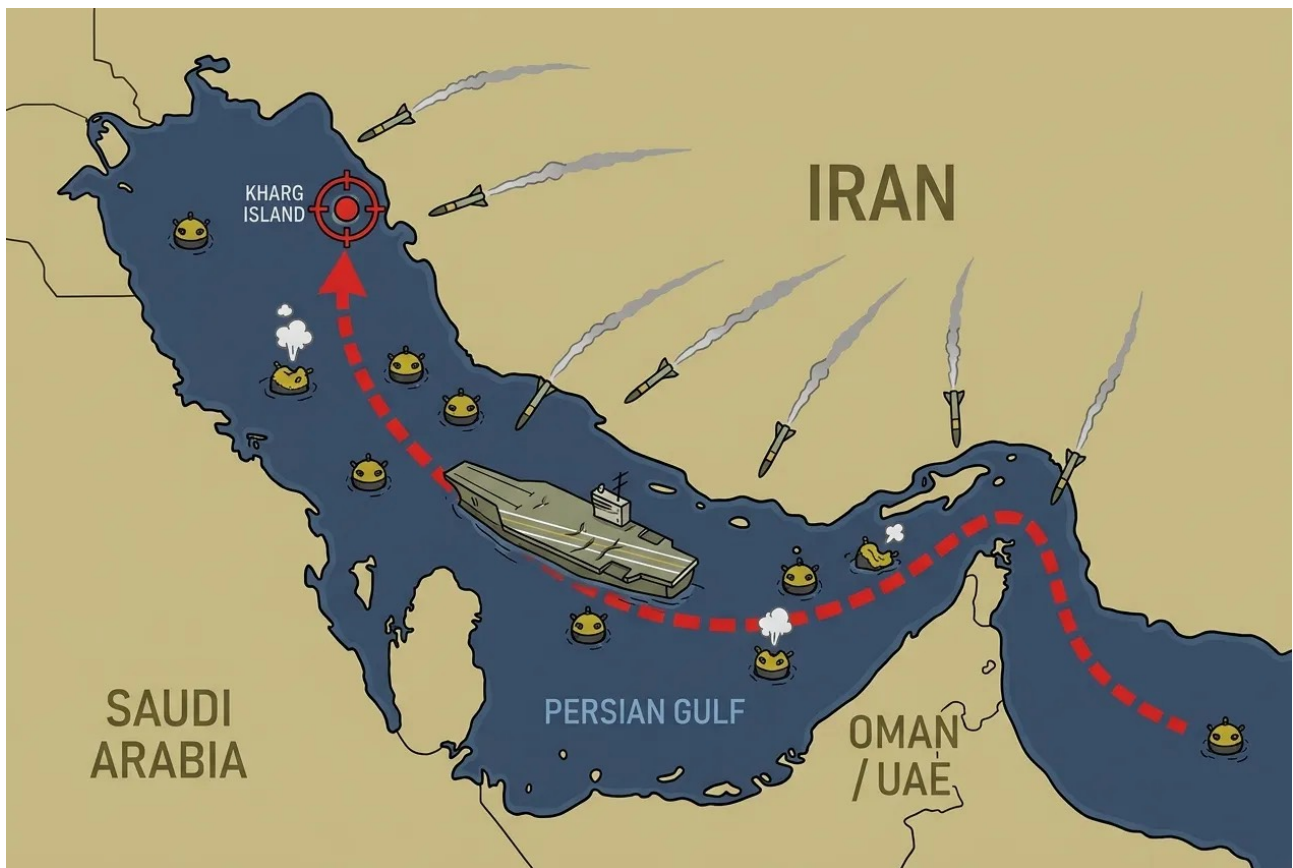 KHARG
ISLAND
IRAN
PERSIAN GULF
SAUDI
ARABIA
OMAN
/ UAE